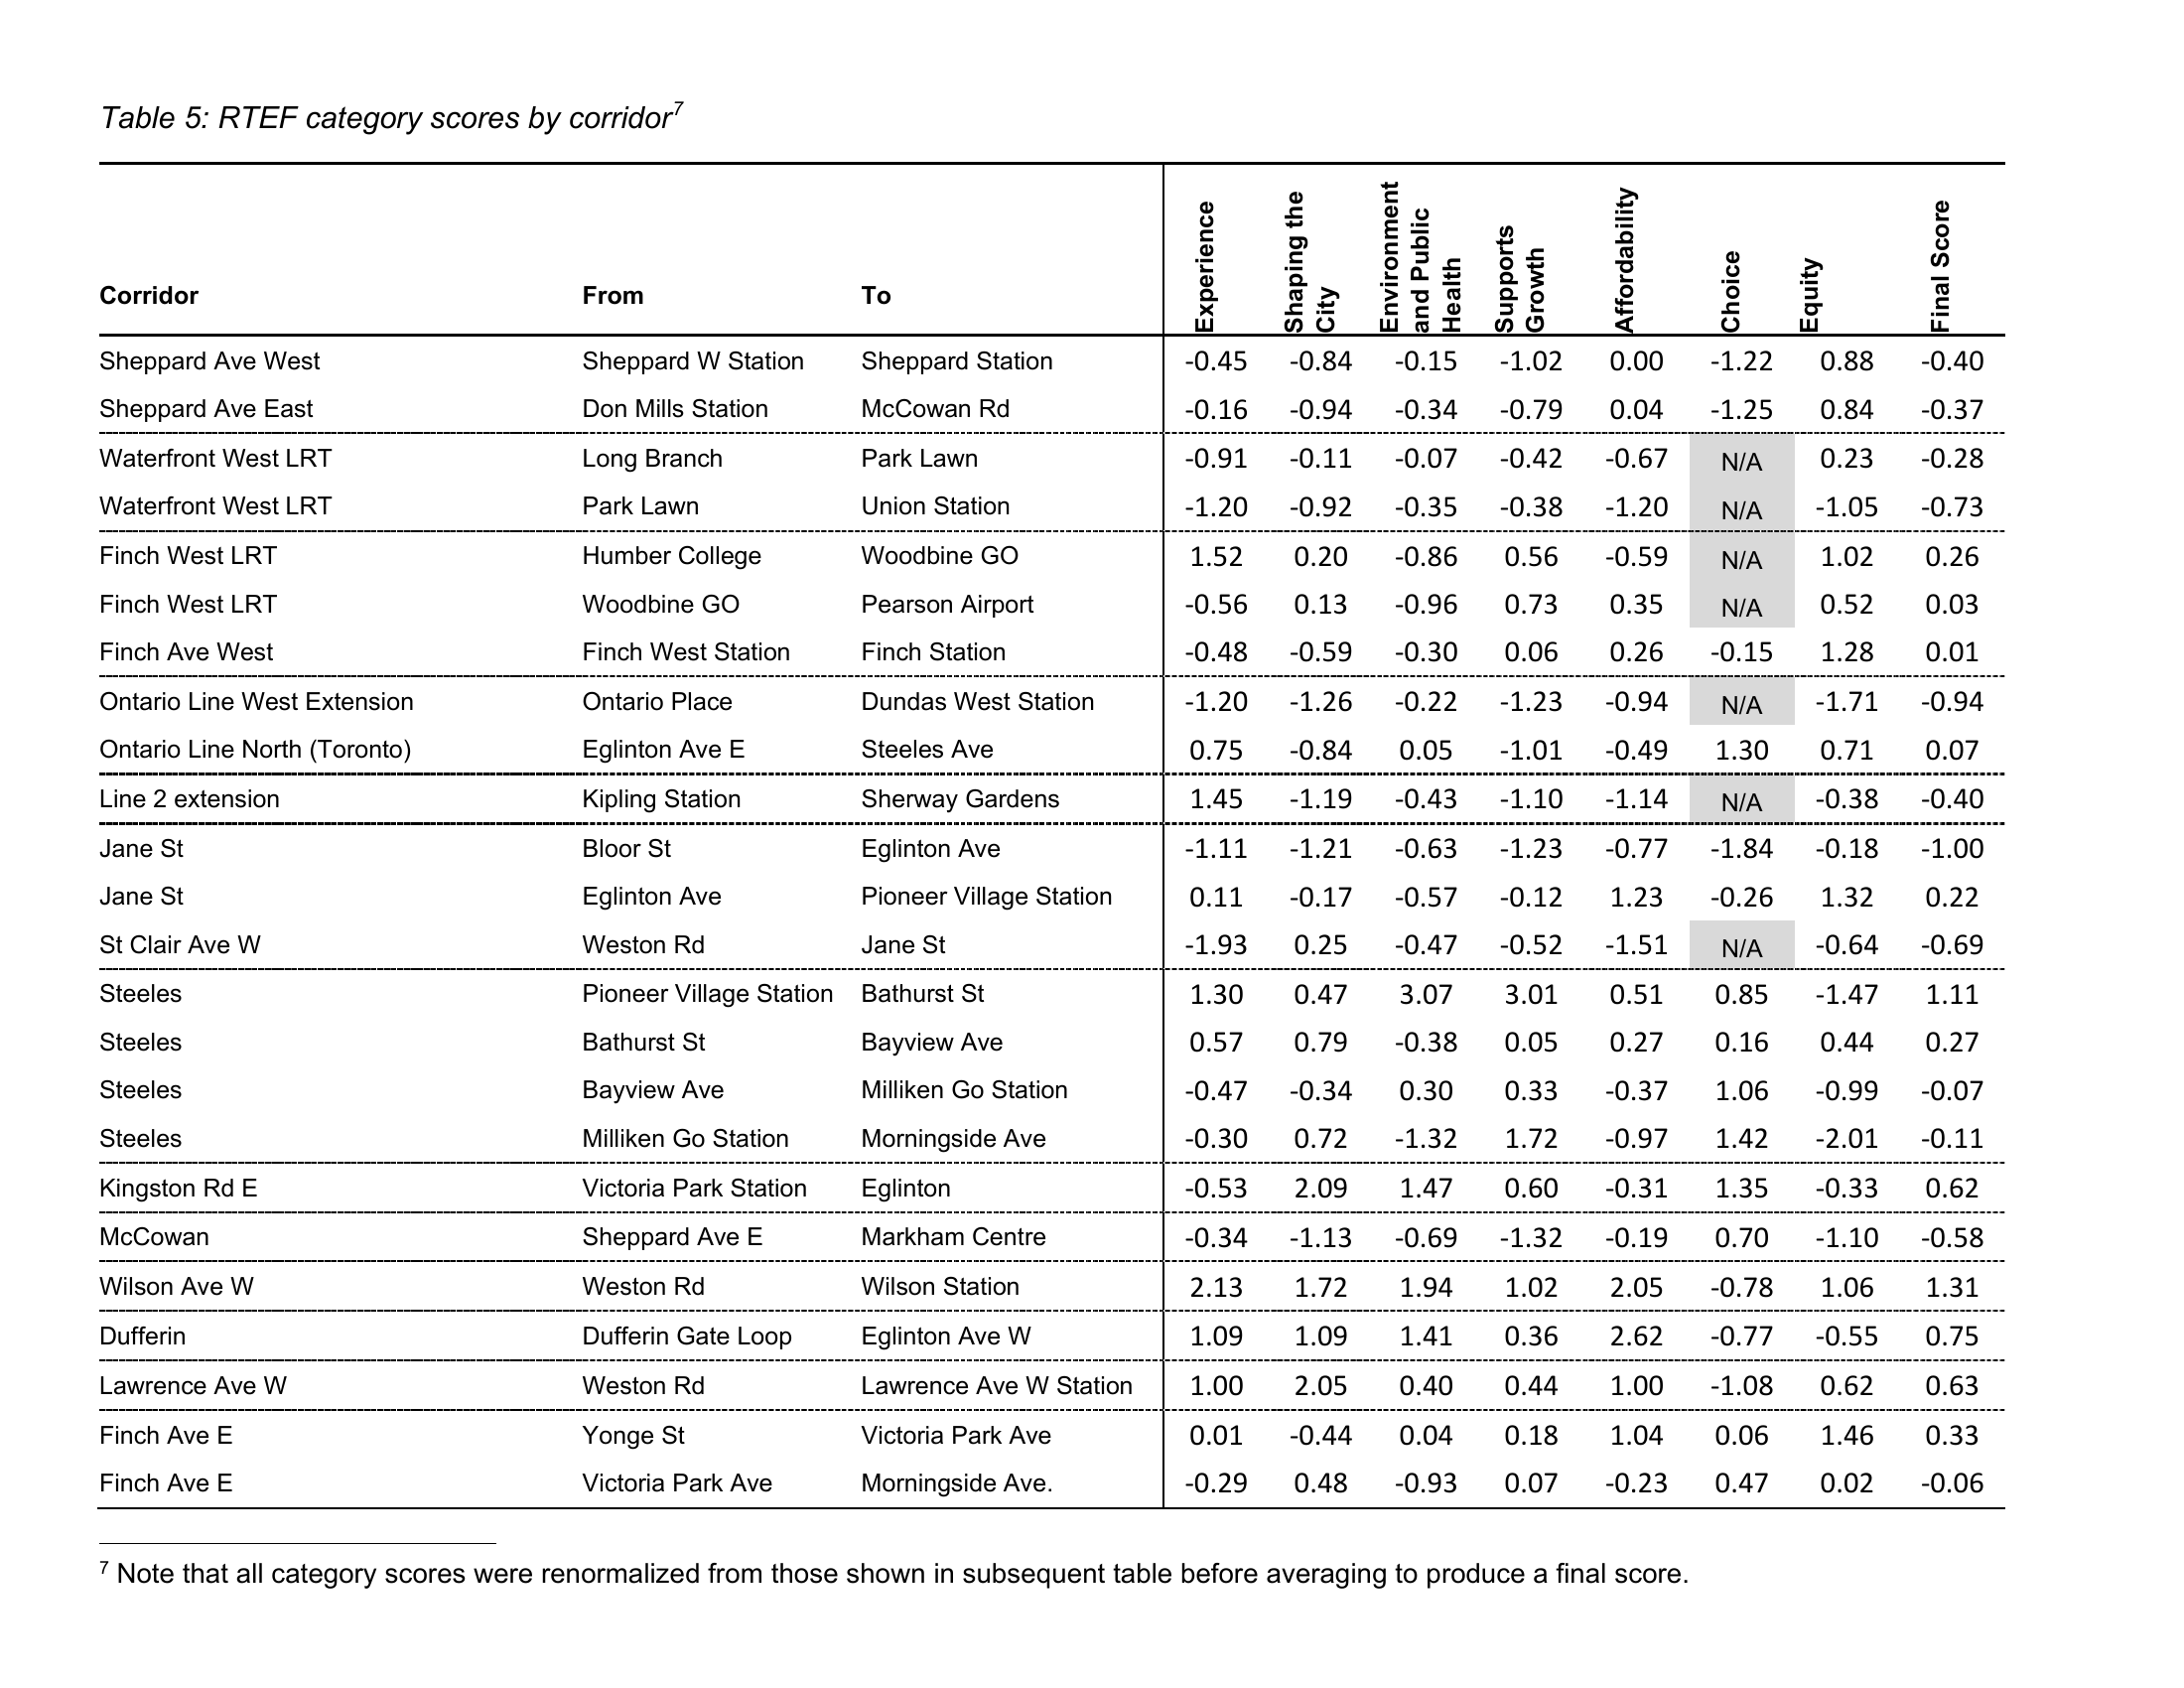 Table 5: RTEF category scores by corridor7
Corridor From To Experience Shaping the City Environment and Public Health Supports Growth Affordability Choice Equity Final Score
Sheppard Ave West Sheppard W Station Sheppard Station -0.45 -0.84 -0.15 -1.02 0.00 -1.22 0.88 -0.40
Sheppard Ave East Don Mills Station McCowan Rd -0.16 -0.94 -0.34 -0.79 0.04 -1.25 0.84 -0.37
Waterfront West LRT Long Branch Park Lawn -0.91 -0.11 -0.07 -0.42 -0.67 N/A 0.23 -0.28
Waterfront West LRT Park Lawn Union Station -1.20 -0.92 -0.35 -0.38 -1.20 N/A -1.05 -0.73
Finch West LRT Humber College Woodbine GO 1.52 0.20 -0.86 0.56 -0.59 N/A 1.02 0.26
Finch West LRT Woodbine GO Pearson Airport -0.56 0.13 -0.96 0.73 0.35 N/A 0.52 0.03
Finch Ave West Finch West Station Finch Station -0.48 -0.59 -0.30 0.06 0.26 -0.15 1.28 0.01
Ontario Line West Extension Ontario Place Dundas West Station -1.20 -1.26 -0.22 -1.23 -0.94 N/A -1.71 -0.94
Ontario Line North (Toronto) Eglinton Ave E Steeles Ave 0.75 -0.84 0.05 -1.01 -0.49 1.30 0.71 0.07
Line 2 extension Kipling Station Sherway Gardens 1.45 -1.19 -0.43 -1.10 -1.14 N/A -0.38 -0.40
Jane St Bloor St Eglinton Ave -1.11 -1.21 -0.63 -1.23 -0.77 -1.84 -0.18 -1.00
Jane St Eglinton Ave Pioneer Village Station 0.11 -0.17 -0.57 -0.12 1.23 -0.26 1.32 0.22
St Clair Ave W Weston Rd Jane St -1.93 0.25 -0.47 -0.52 -1.51 N/A -0.64 -0.69
Steeles Pioneer Village Station Bathurst St 1.30 0.47 3.07 3.01 0.51 0.85 -1.47 1.11
Steeles Bathurst St Bayview Ave 0.57 0.79 -0.38 0.05 0.27 0.16 0.44 0.27
Steeles Bayview Ave Milliken Go Station -0.47 -0.34 0.30 0.33 -0.37 1.06 -0.99 -0.07
Steeles Milliken Go Station Morningside Ave -0.30 0.72 -1.32 1.72 -0.97 1.42 -2.01 -0.11
Kingston Rd E Victoria Park Station Eglinton -0.53 2.09 1.47 0.60 -0.31 1.35 -0.33 0.62
McCowan Sheppard Ave E Markham Centre -0.34 -1.13 -0.69 -1.32 -0.19 0.70 -1.10 -0.58
Wilson Ave W Weston Rd Wilson Station 2.13 1.72 1.94 1.02 2.05 -0.78 1.06 1.31
Dufferin Dufferin Gate Loop Eglinton Ave W 1.09 1.09 1.41 0.36 2.62 -0.77 -0.55 0.75
Lawrence Ave W Weston Rd Lawrence Ave W Station 1.00 2.05 0.40 0.44 1.00 -1.08 0.62 0.63
Finch Ave E Yonge St Victoria Park Ave 0.01 -0.44 0.04 0.18 1.04 0.06 1.46 0.33
Finch Ave E Victoria Park Ave Morningside Ave. -0.29 0.48 -0.93 0.07 -0.23 0.47 0.02 -0.06
7 Note that all category scores were renormalized from those shown in subsequent table before averaging to produce a final score.